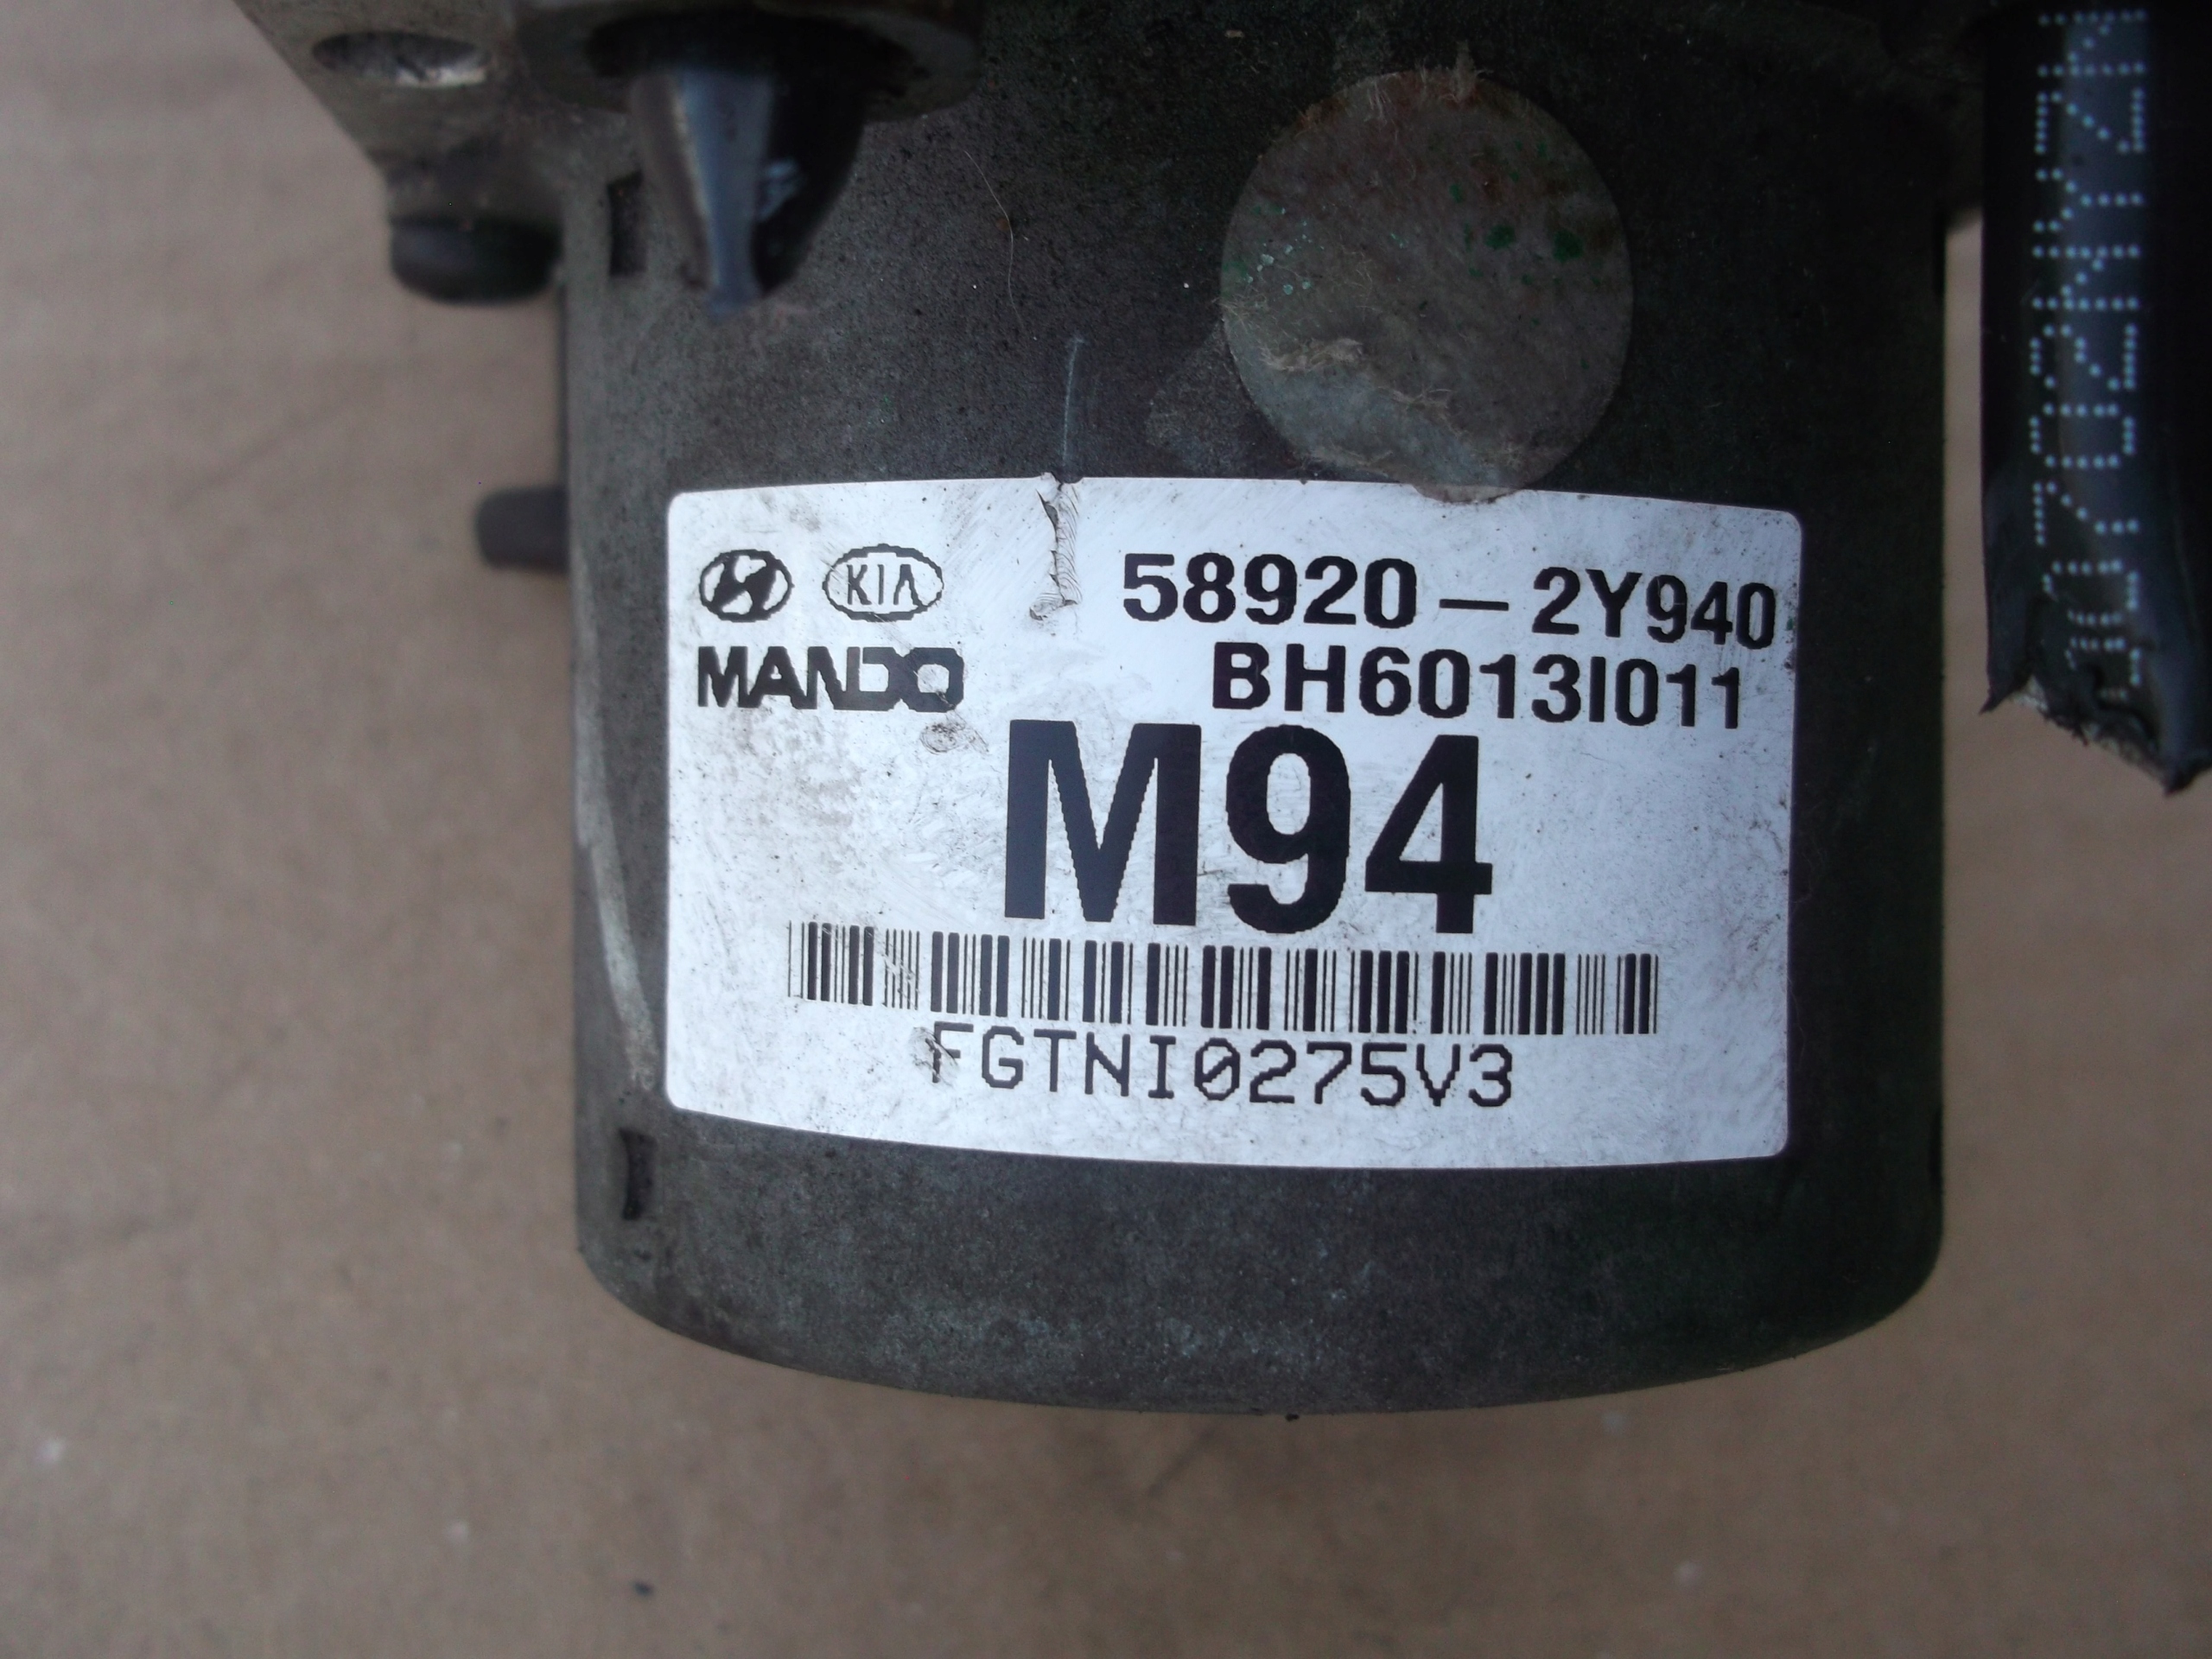 KIA
58920-2Y940
MANDO
BH6013I011
M94
FGTNI0275V3